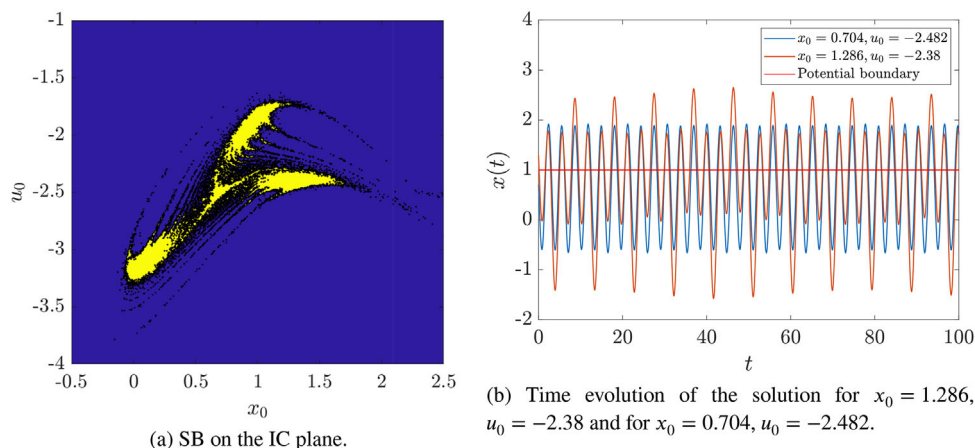 -1
-1.5
-2
-2.5
-3
-3.5
-4
u₀
-0.5
0
0.5
1
1.5
2
2.5
x₀
(a) SB on the IC plane.
4
3
2
1
0
-1
-2
x(t)
x₀ = 0.704, u₀ = −2.482
x₀ = 1.286, u₀ = −2.38
Potential boundary
0
20
40
60
80
100
t
(b) Time evolution of the solution for x₀ = 1.286,
u₀ = −2.38 and for x₀ = 0.704, u₀ = −2.482.